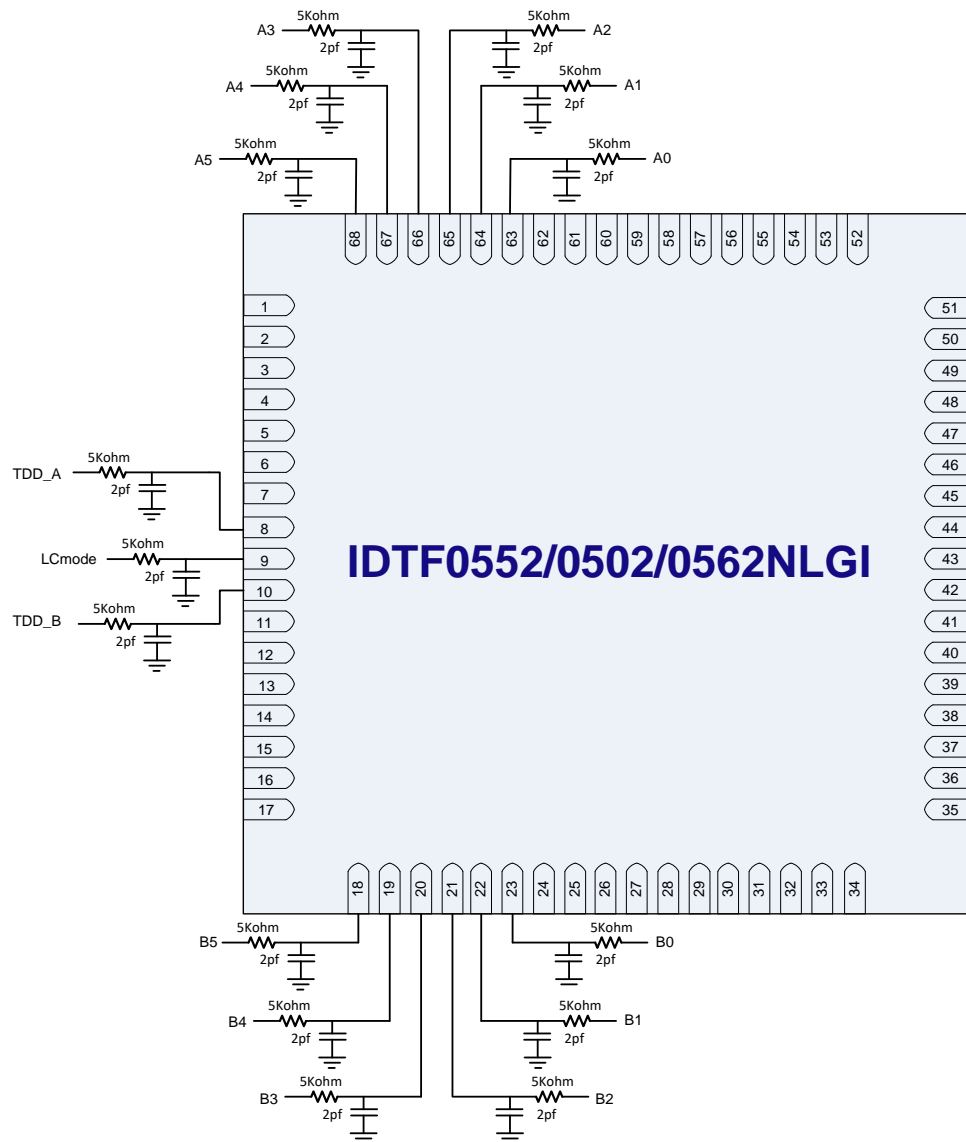 5Kohm
A3
2pf
5Kohm
A2
2pf
5Kohm
A4
2pf
5Kohm
A1
2pf
5Kohm
A5
2pf
5Kohm
A0
2pf
68
67
66
65
64
63
62
61
60
59
58
57
56
55
54
53
52
1
2
3
4
5
6
7
8
9
10
11
12
13
14
15
16
17
51
50
49
48
47
46
45
44
43
42
41
40
39
38
37
36
35
5Kohm
TDD_A
2pf
5Kohm
LCmode
2pf
5Kohm
TDD_B
2pf
IDTF0552/0502/0562NLGI
18
19
20
21
22
23
24
25
26
27
28
29
30
31
32
33
34
5Kohm
B5
2pf
5Kohm
B0
2pf
5Kohm
B4
2pf
5Kohm
B1
2pf
5Kohm
B3
2pf
5Kohm
B2
2pf